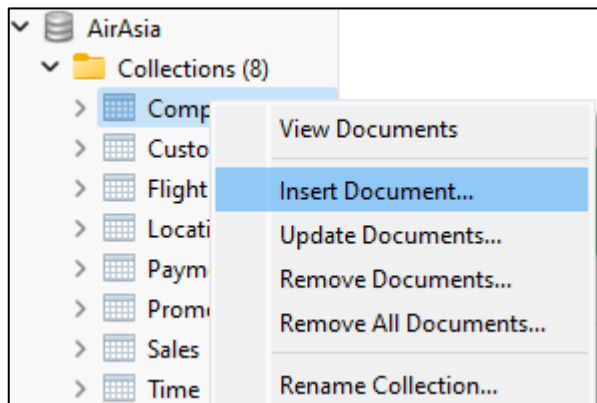 AirAsia
Collections (8)
Comp
View Documents
Custo
Flight
Insert Document...
Locati
Update Documents...
Paym
Remove Documents...
Promo
Remove All Documents...
Sales
Time
Rename Collection...